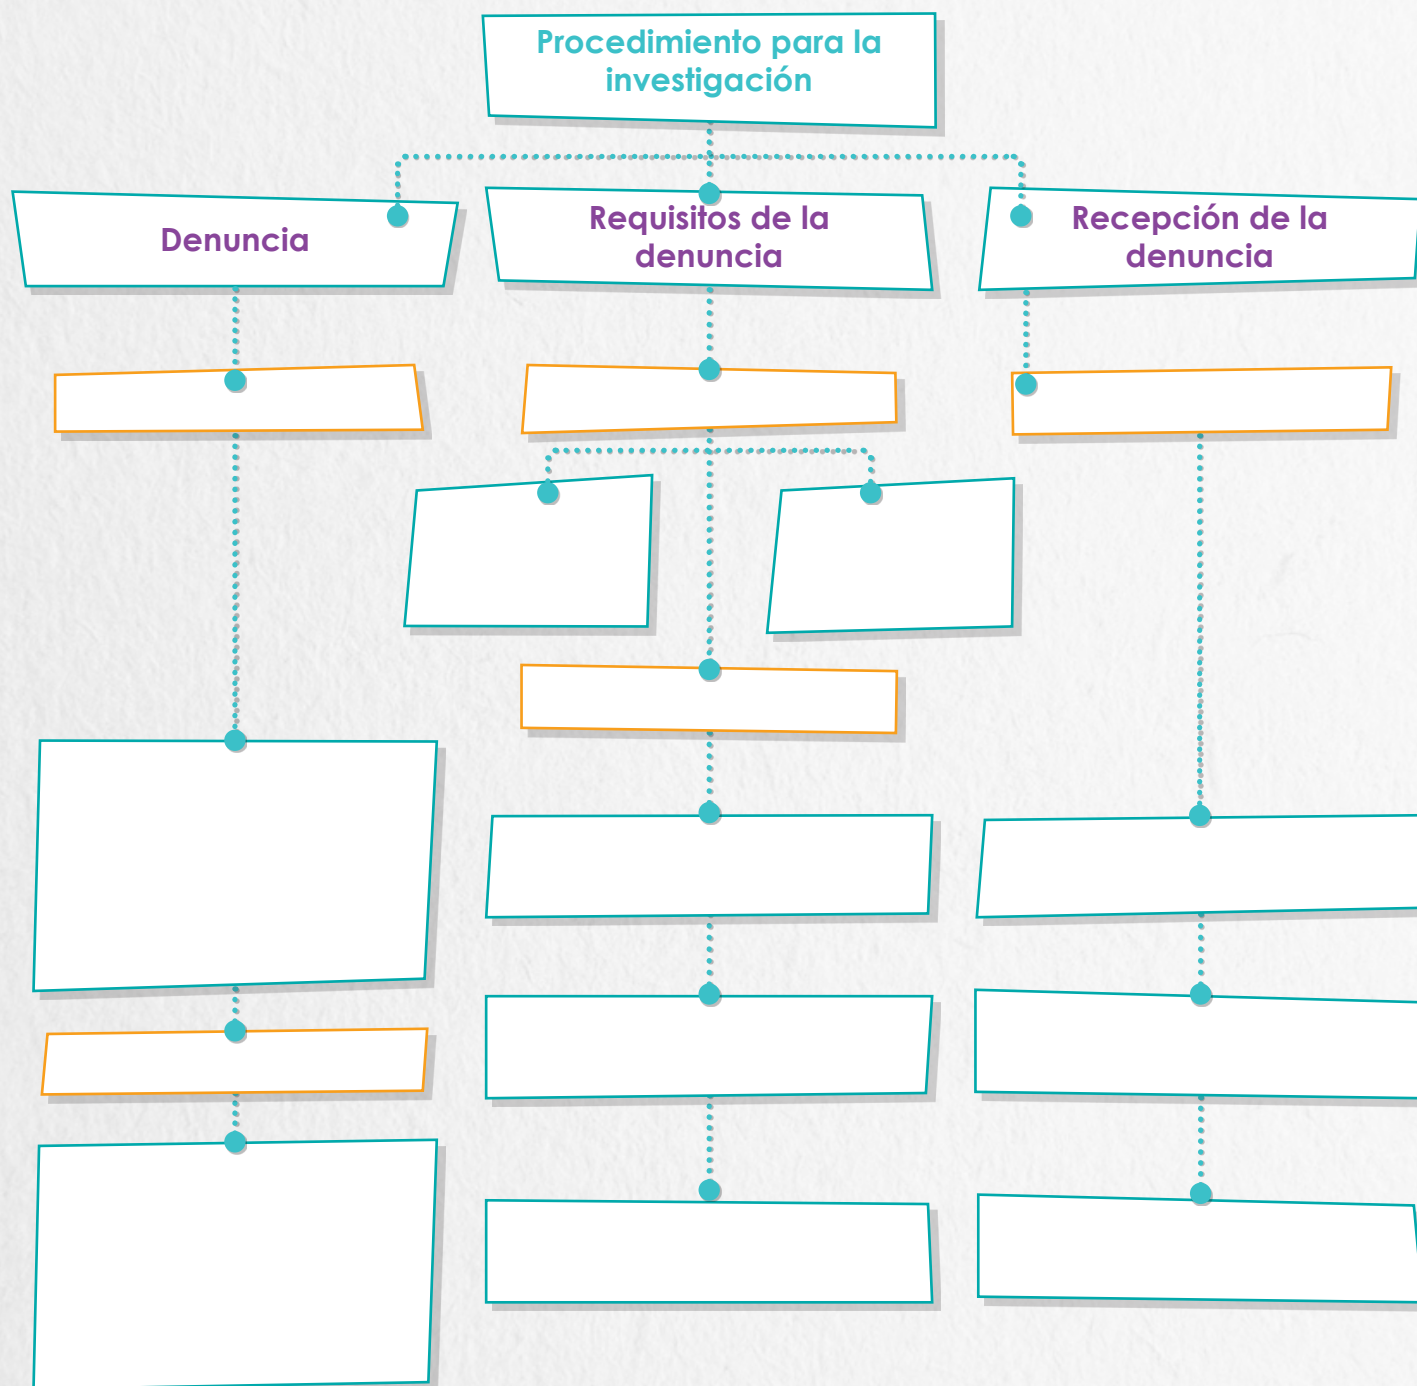 Procedimiento para la
investigación
Denuncia
Requisitos de la
denuncia
Recepción de la
denuncia